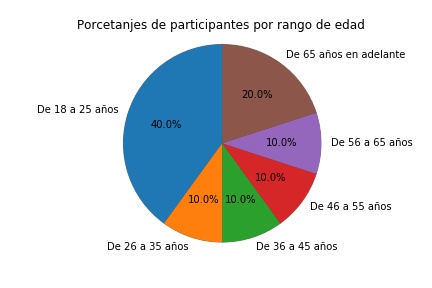 Porcetanjes de participantes por rango de edad
De 65 años en adelante
20.0%
De 18 a 25 años
40.0%
10.0%
De 56 a 65 años
10.0%
De 46 a 55 años
10.0%
10.0%
De 26 a 35 años
De 36 a 45 años